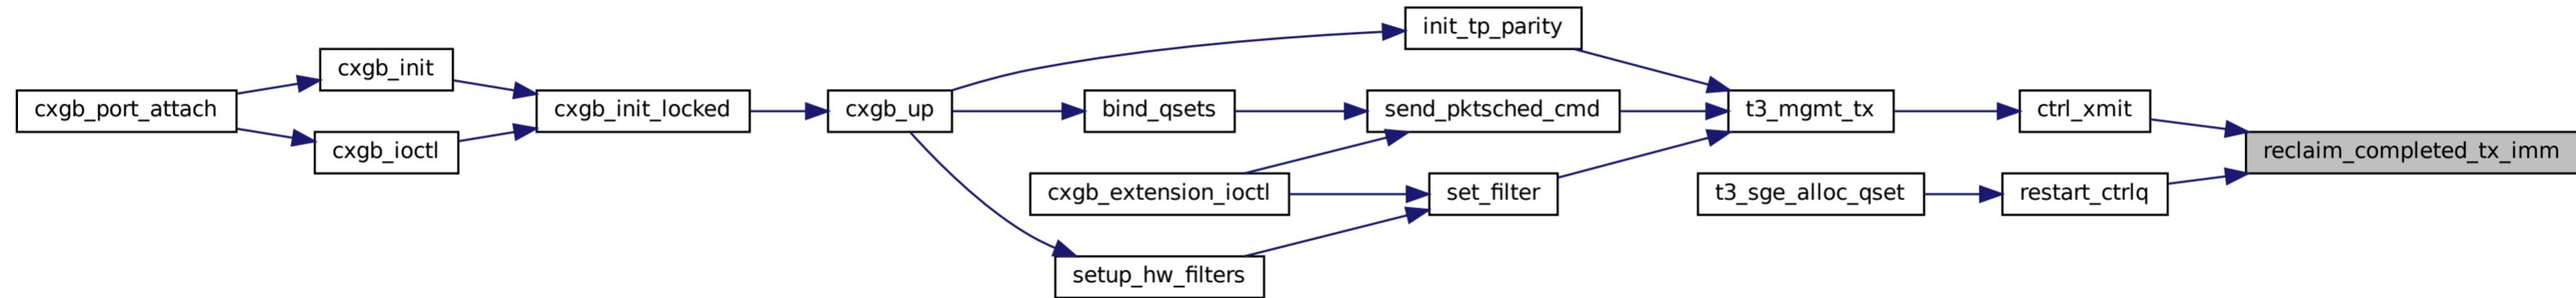 init_tp_parity
cxgb_init
cxgb_port_attach
cxgb_init_locked
cxgb_up
bind_qsets
send_pktsched_cmd
t3_mgmt_tx
ctrl_xmit
cxgb_ioctl
reclaim_completed_tx_imm
cxgb_extension_ioctl
set_filter
t3_sge_alloc_qset
restart_ctrlq
setup_hw_filters